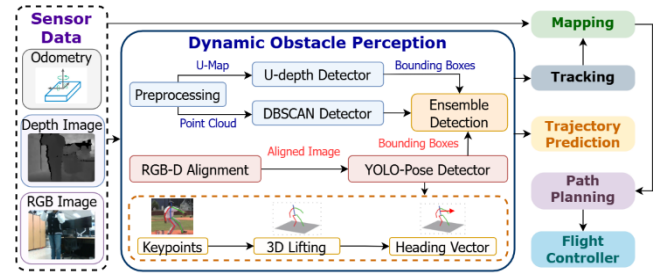 Sensor
Data
Odometry
Depth Image
RGB Image
Dynamic Obstacle Perception
U-Map
Bounding Boxes
Preprocessing
U-depth Detector
Point Cloud
DBSCAN Detector
Ensemble
Detection
Aligned Image
Bounding Boxes
RGB-D Alignment
YOLO-Pose Detector
Keypoints
3D Lifting
Heading Vector
Mapping
Tracking
Trajectory
Prediction
Path
Planning
Flight
Controller